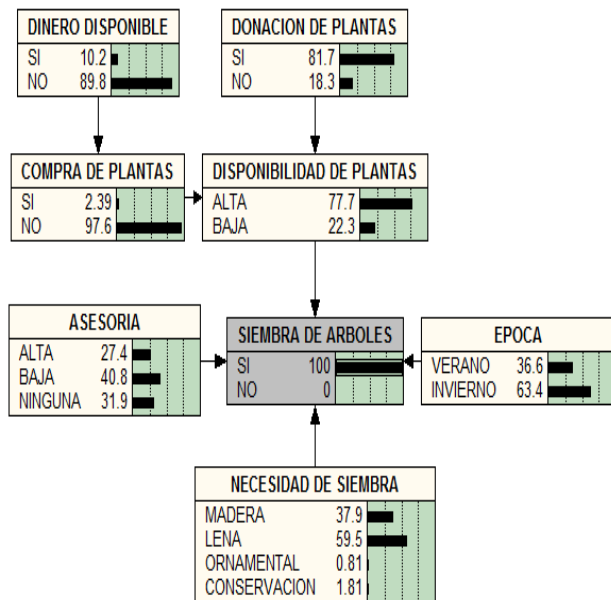 DINERO DISPONIBLE
SI 10.2
NO 89.8
DONACION DE PLANTAS
SI 81.7
NO 18.3
COMPRA DE PLANTAS
SI 2.39
NO 97.6
DISPONIBILIDAD DE PLANTAS
ALTA 77.7
BAJA 22.3
ASESORIA
ALTA 27.4
BAJA 40.8
NINGUNA 31.9
SIEMBRA DE ARBOLES
SI 100
NO 0
EPOCA
VERANO 36.6
INVIERNO 63.4
NECESIDAD DE SIEMBRA
MADERA 37.9
LENA 59.5
ORNAMENTAL 0.81
CONSERVACION 1.81